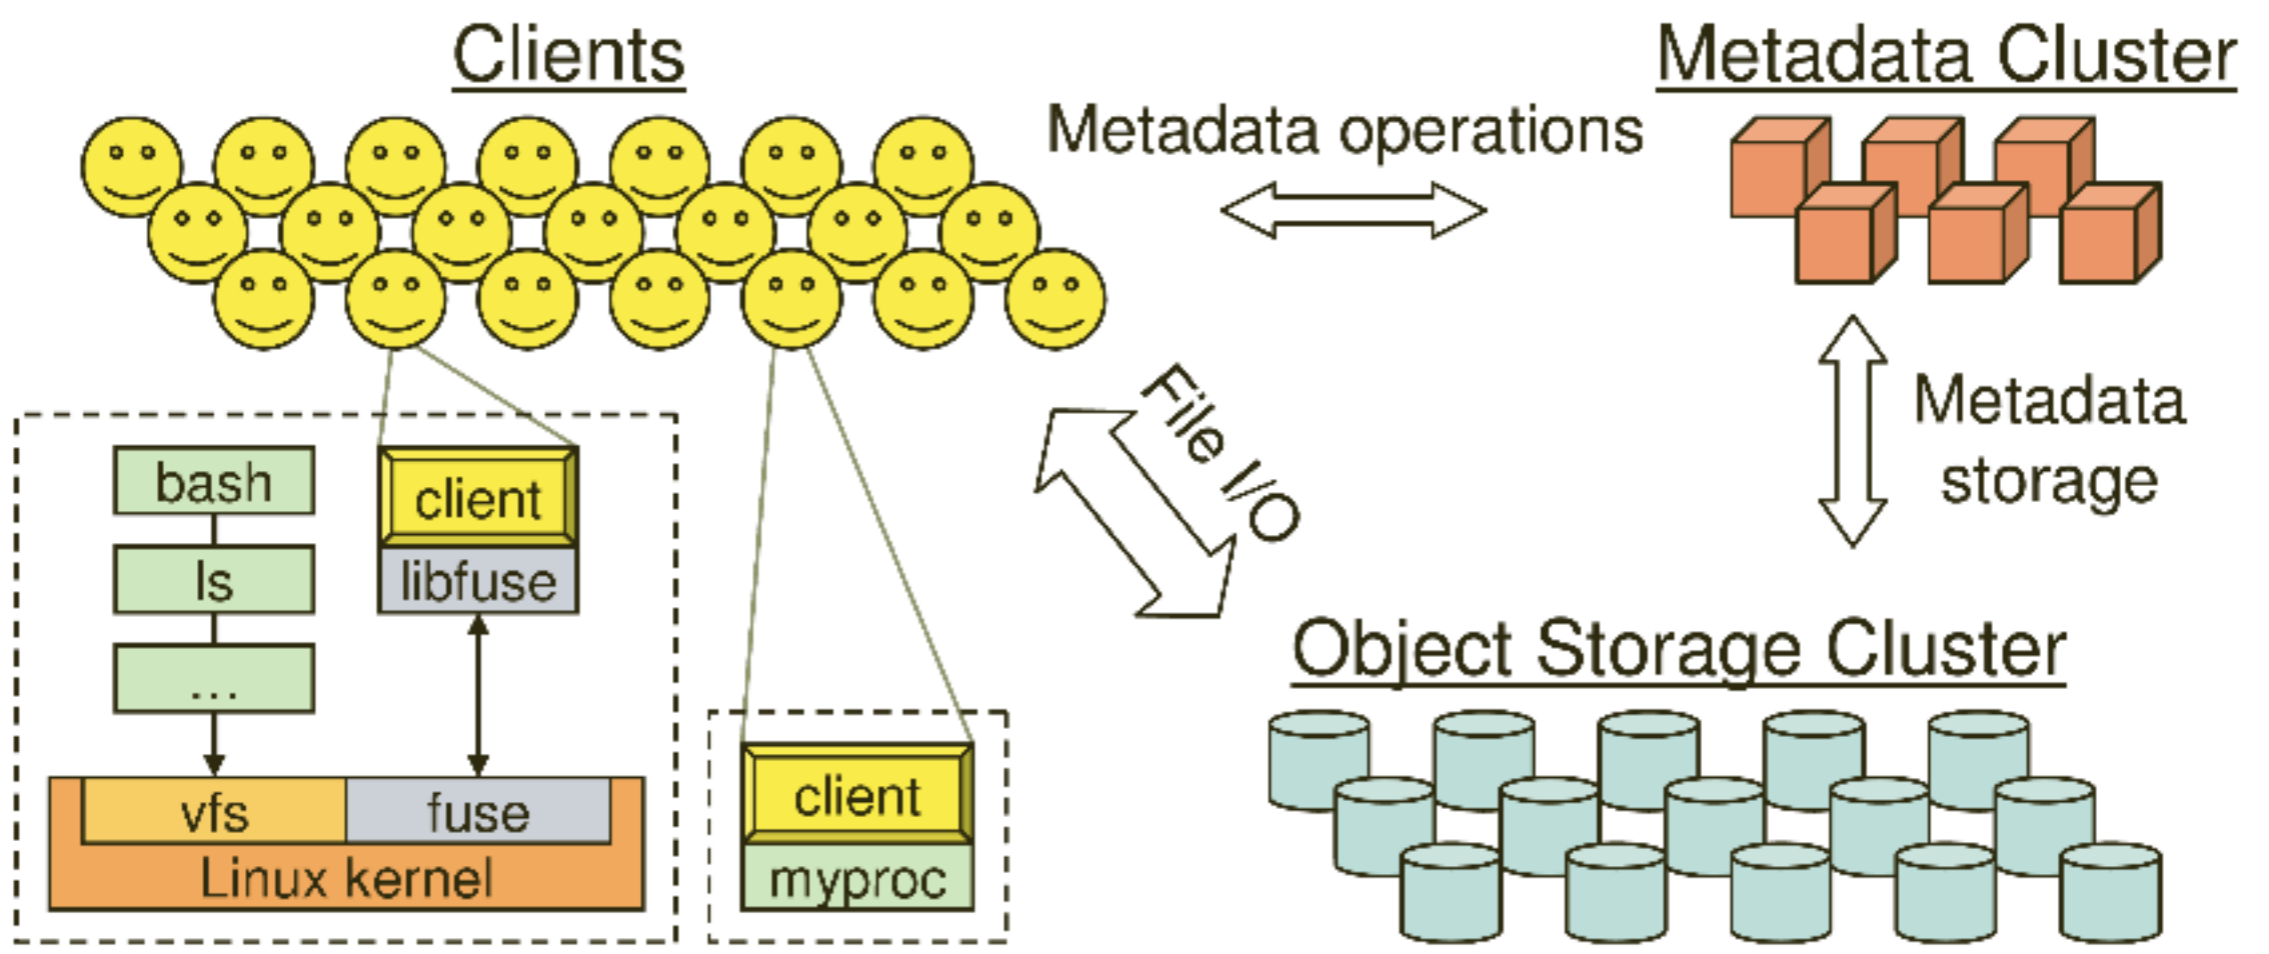 Clients
Metadata Cluster
Metadata operations
File I/O
Metadata
storage
bash
ls
...
client
libfuse
vfs
fuse
Linux kernel
client
myproc
Object Storage Cluster